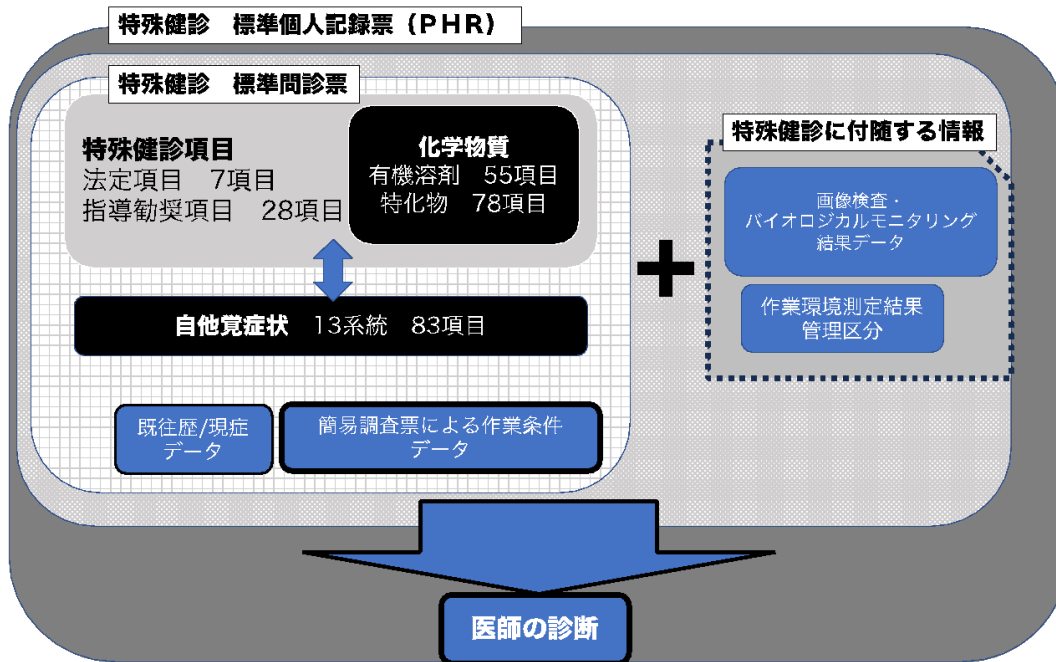 特殊健診　標準個人記録票（PHR）
特殊健診　標準問診票
特殊健診項目
法定項目　7項目
指導勧奨項目　28項目
化学物質
有機溶剤　55項目
特化物　78項目
自他覚症状　13系統　83項目
既往歴/現症
データ
簡易調査票による作業条件
データ
特殊健診に付随する情報
画像検査・
バイオロジカルモニタリング
結果データ
作業環境測定結果
管理区分
医師の診断